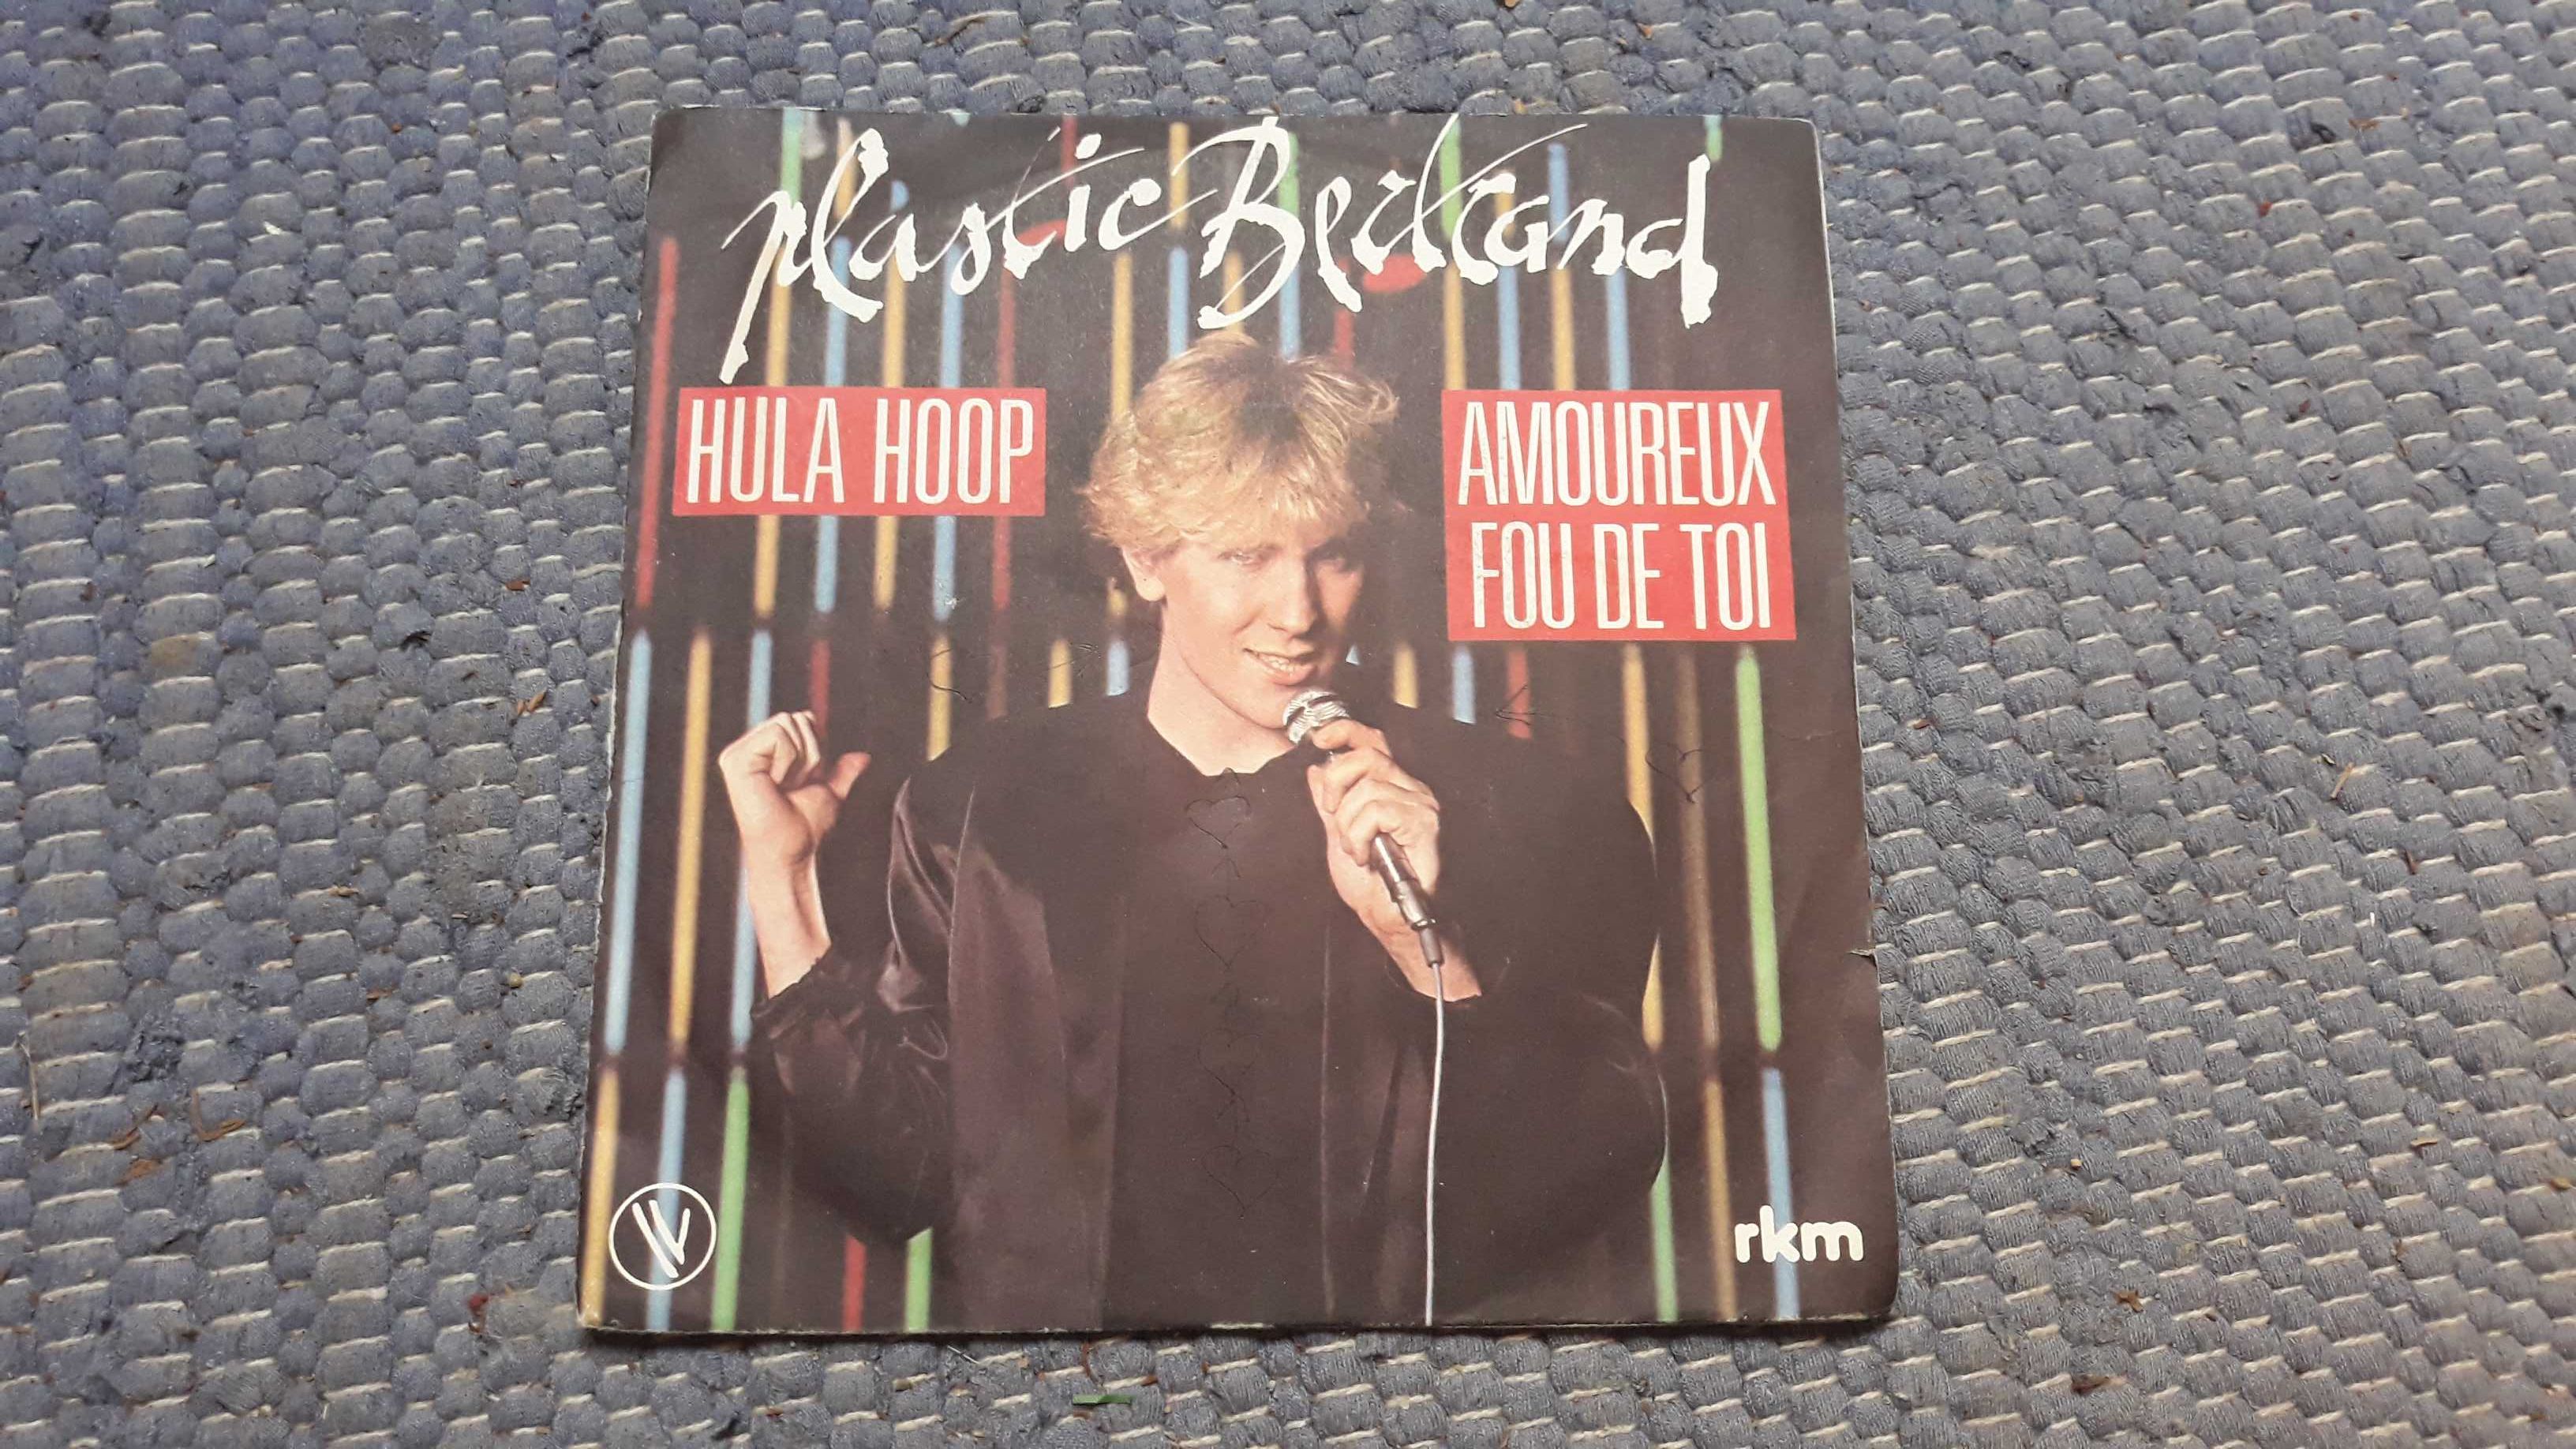 plastic Bertrand
HULA HOOP
AMOUREUX
FOU DE TOI
rkm